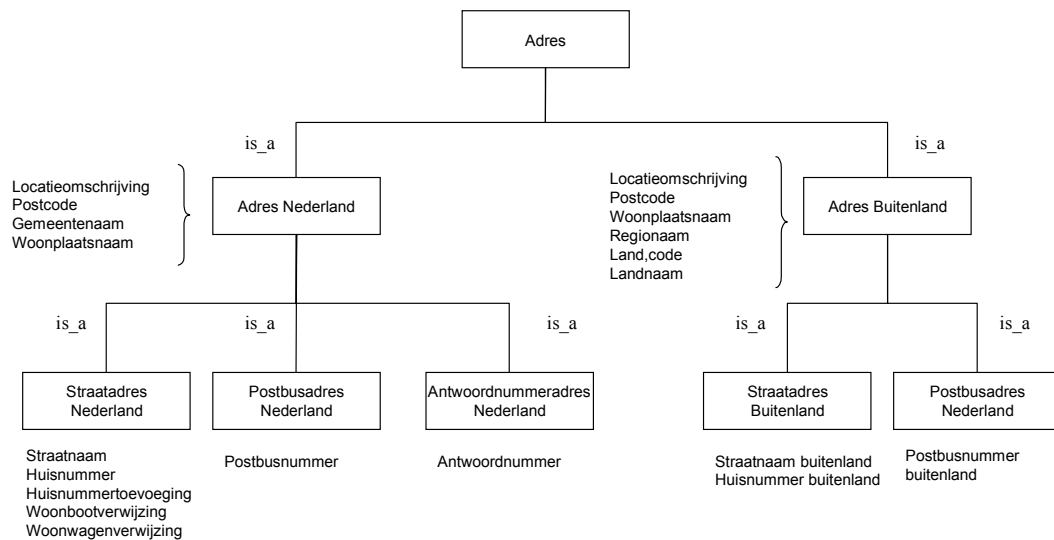 Adres
is_a
is_a
Locatieomschrijving
Postcode
Gemeentenaam
Woonplaatsnaam
Adres Nederland
Locatieomschrijving
Postcode
Woonplaatsnaam
Regionaam
Land,code
Landnaam
Adres Buitenland
is_a
is_a
is_a
is_a
is_a
Straatadres
Nederland
Postbusadres
Nederland
Antwoordnummeradres
Nederland
Straatadres
Buitenland
Postbusadres
Nederland
Straatnaam
Huisnummer
Huisnummertoevoeging
Woonbootverwijzing
Woonwagenverwijzing
Postbusnummer
Antwoordnummer
Straatnaam buitenland
Huisnummer buitenland
Postbusnummer
buitenland